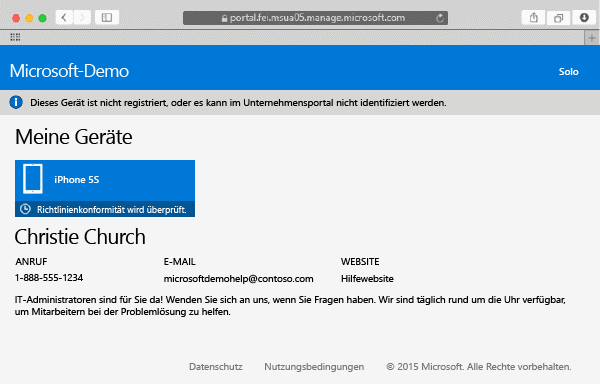 portal.fei.msua05.manage.microsoft.com
Microsoft-Demo
Solo
Dieses Gerät ist nicht registriert, oder es kann im Unternehmensportal nicht identifiziert werden.
Meine Geräte
iPhone 5S
Richtlinienkonformität wird überprüft.
Christie Church
ANRUF E-MAIL WEBSITE
1-888-555-1234 microsoftdemohelp@contoso.com Hilfewebsite
IT-Administratoren sind für Sie da! Wenden Sie sich an uns, wenn Sie Fragen haben. Wir sind täglich rund um die Uhr verfügbar,
um Mitarbeitern bei der Problemlösung zu helfen.
Datenschutz Nutzungsbedingungen © 2015 Microsoft. Alle Rechte vorbehalten.